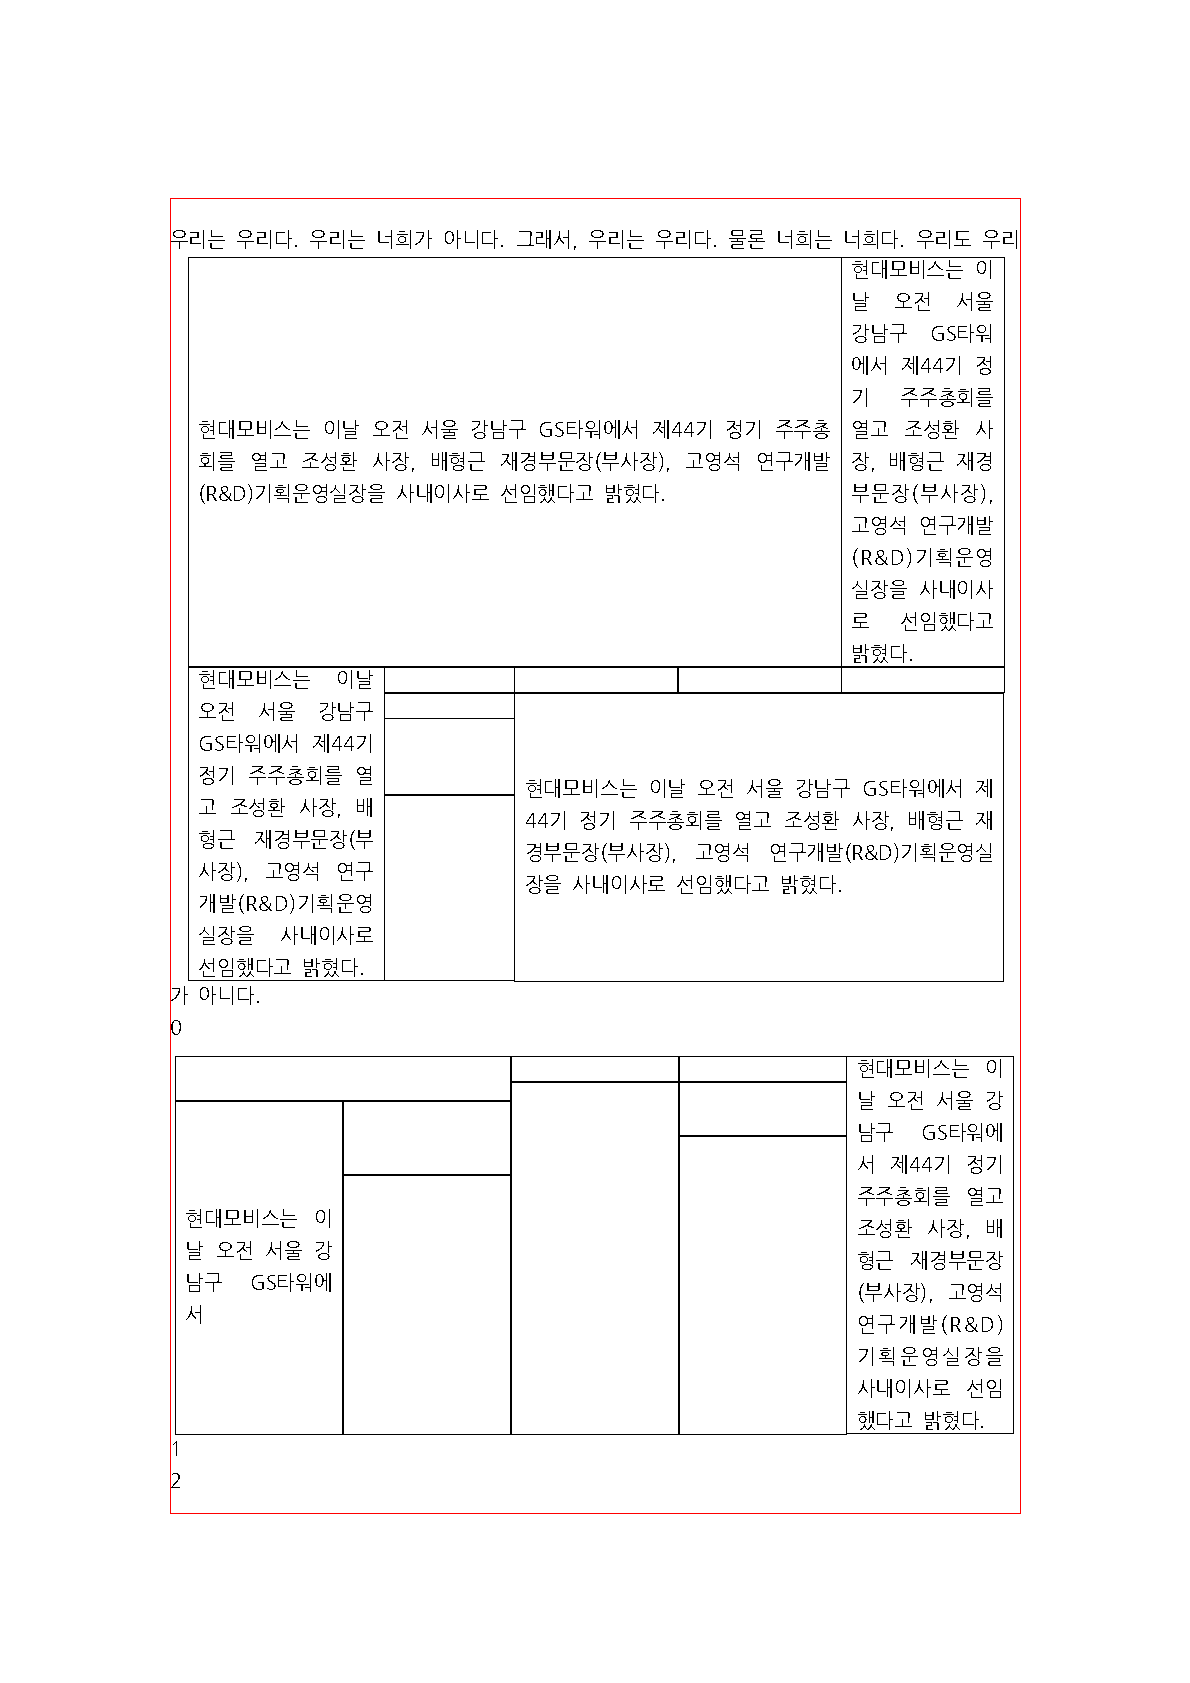 우리는 우리다. 우리는 너희가 아니다. 그래서, 우리는 우리다. 물론 너희는 너희다. 우리도 우리
현대모비스는 이날 오전 서울 강남구 GS타워에서 제44기 정기 주주총
회를 열고 조성환 사장, 배형근 재경부문장(부사장), 고영석 연구개발
(R&D)기획운영실장을 사내이사로 선임했다고 밝혔다.
현대모비스는 이
날 오전 서울
강남구 GS타워
에서 제44기 정
기 주주총회를
열고 조성환 사
장, 배형근 재경
부문장(부사장),
고영석 연구개발
(R&D)기획운영
실장을 사내이사
로 선임했다고
밝혔다.
현대모비스는 이날
오전 서울 강남구
GS타워에서 제44기
정기 주주총회를 열
고 조성환 사장, 배
형근 재경부문장(부
사장), 고영석 연구
개발(R&D)기획운영
실장을 사내이사로
선임했다고 밝혔다.
현대모비스는 이날 오전 서울 강남구 GS타워에서 제
44기 정기 주주총회를 열고 조성환 사장, 배형근 재
경부문장(부사장), 고영석 연구개발(R&D)기획운영실
장을 사내이사로 선임했다고 밝혔다.
가 아니다.
0
현대모비스는 이
날 오전 서울 강
남구 GS타워에
서
현대모비스는 이
날 오전 서울 강
남구 GS타워에
서 제44기 정기
주주총회를 열고
조성환 사장, 배
형근 재경부문장
(부사장), 고영석
연구개발(R&D)
기획운영실장을
사내이사로 선임
했다고 밝혔다.
1
2